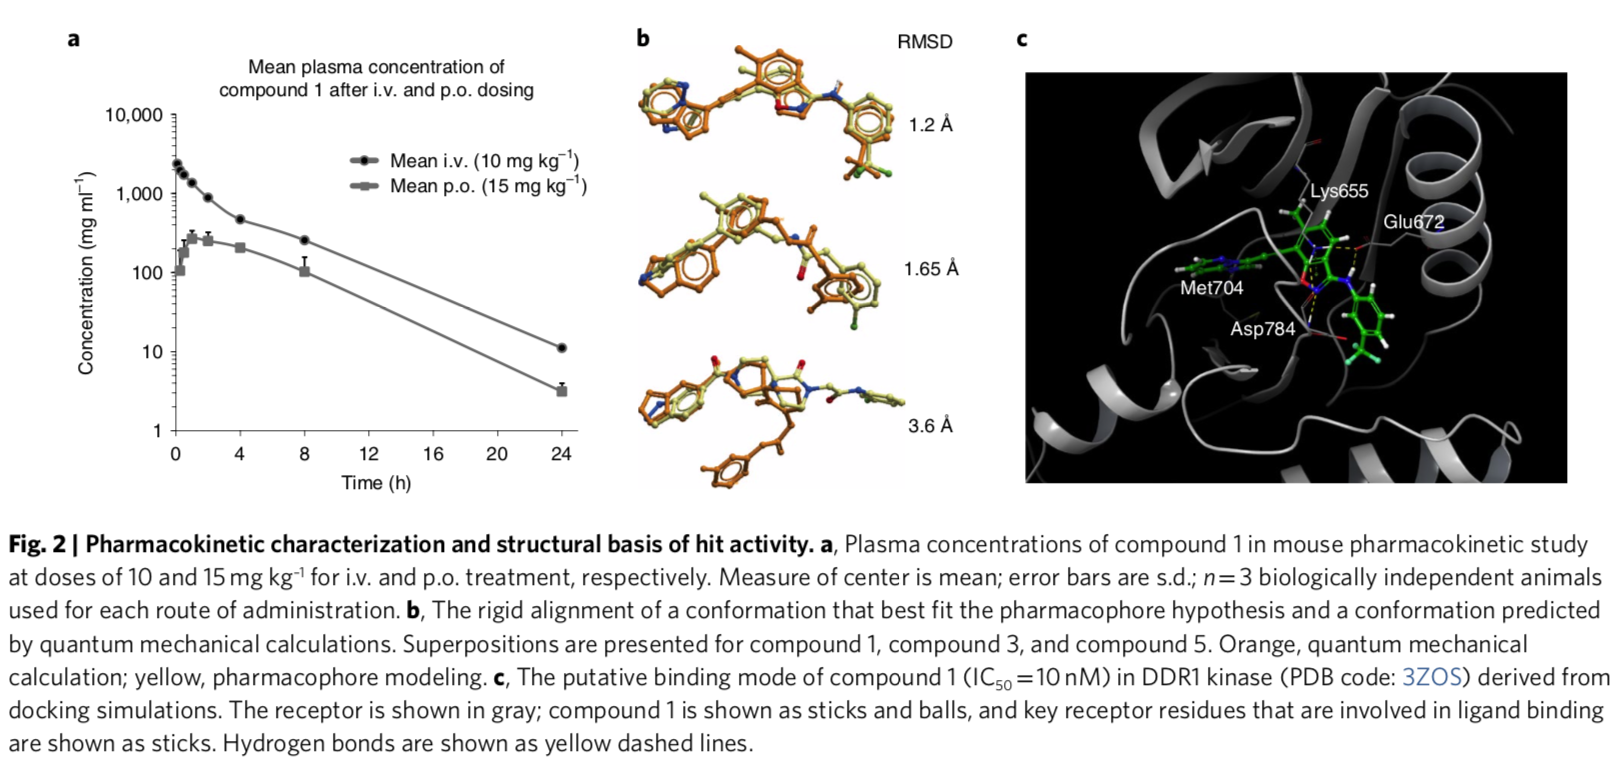 a
Mean plasma concentration of
compound 1 after i.v. and p.o. dosing
Concentration (mg ml⁻¹)
10,000
1,000
100
10
1
Mean i.v. (10 mg kg⁻¹)
Mean p.o. (15 mg kg⁻¹)
0 4 8 12 16 20 24
Time (h)
b
RMSD
1.2 Å
1.65 Å
3.6 Å
c
Lys655
Glu672
Met704
Asp784
Fig. 2 | Pharmacokinetic characterization and structural basis of hit activity. a, Plasma concentrations of compound 1 in mouse pharmacokinetic study
at doses of 10 and 15 mg kg⁻¹ for i.v. and p.o. treatment, respectively. Measure of center is mean; error bars are s.d.; n = 3 biologically independent animals
used for each route of administration. b, The rigid alignment of a conformation that best fit the pharmacophore hypothesis and a conformation predicted
by quantum mechanical calculations. Superpositions are presented for compound 1, compound 3, and compound 5. Orange, quantum mechanical
calculation; yellow, pharmacophore modeling. c, The putative binding mode of compound 1 (IC₅₀ = 10 nM) in DDR1 kinase (PDB code: 3ZOS) derived from
docking simulations. The receptor is shown in gray; compound 1 is shown as sticks and balls, and key receptor residues that are involved in ligand binding
are shown as sticks. Hydrogen bonds are shown as yellow dashed lines.